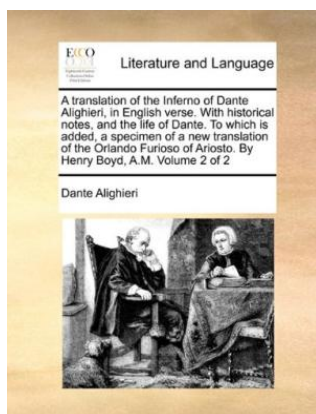 ECCO
Literature and Language
A translation of the Inferno of Dante
Alighieri, in English verse. With historical
notes, and the life of Dante. To which is
added, a specimen of a new translation
of the Orlando Furioso of Ariosto. By
Henry Boyd, A.M. Volume 2 of 2
Dante Alighieri